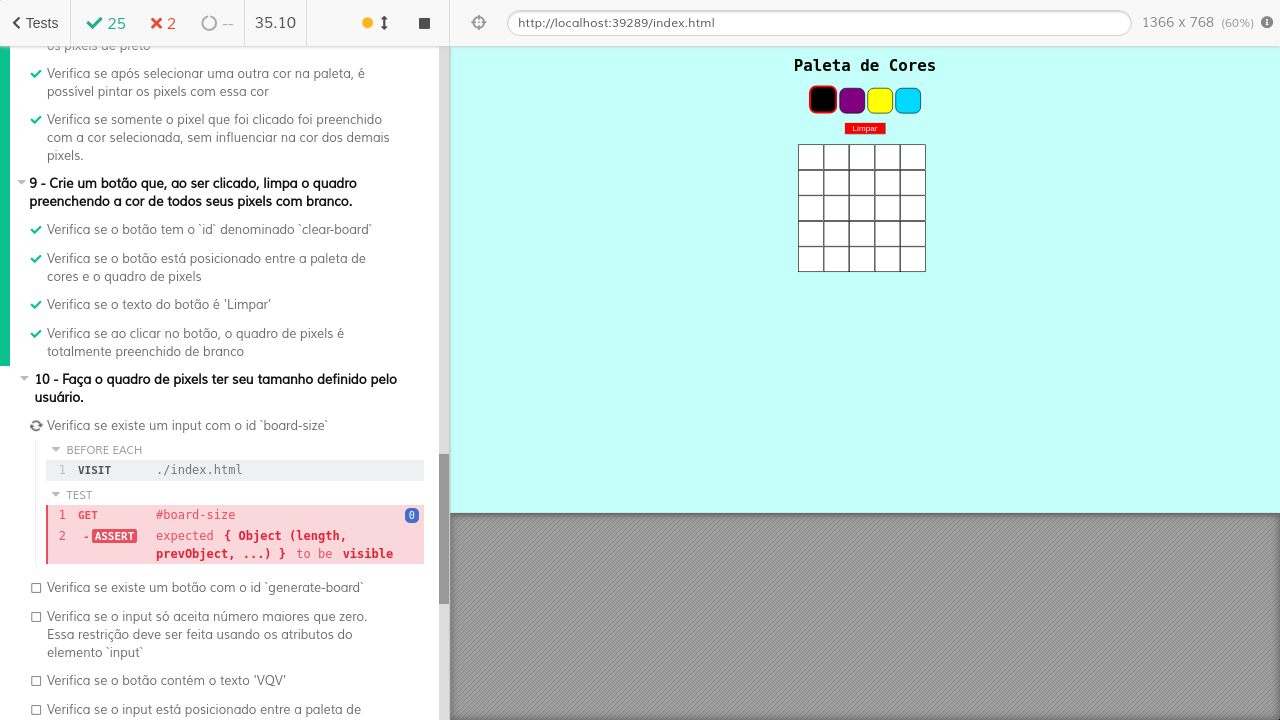 Tests
25
2
--
35.10
http://localhost:39289/index.html
1366 x 768 (60%)
os pixels de preto
Verifica se após selecionar uma outra cor na paleta, é
possível pintar os pixels com essa cor
Verifica se somente o pixel que foi clicado foi preenchido
com a cor selecionada, sem influenciar na cor dos demais
pixels.
9 - Crie um botão que, ao ser clicado, limpa o quadro
preenchendo a cor de todos seus pixels com branco.
Verifica se o botão tem o `id` denominado `clear-board`
Verifica se o botão está posicionado entre a paleta de
cores e o quadro de pixels
Verifica se o texto do botão é 'Limpar'
Verifica se ao clicar no botão, o quadro de pixels é
totalmente preenchido de branco
10 - Faça o quadro de pixels ter seu tamanho definido pelo
usuário.
Verifica se existe um input com o id `board-size`
BEFORE EACH
1 VISIT ./index.html
TEST
1 GET #board-size 0
2 -ASSERT expected { Object (length,
prevObject, ...) } to be visible
Verifica se existe um botão com o id `generate-board`
Verifica se o input só aceita número maiores que zero.
Essa restrição deve ser feita usando os atributos do
elemento `input`
Verifica se o botão contém o texto 'VQV'
Verifica se o input está posicionado entre a paleta de
Paleta de Cores
Limpar